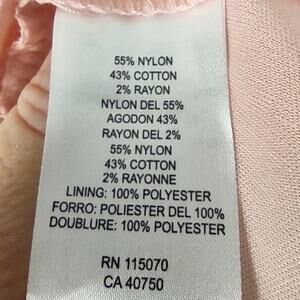 55% NYLON
43% COTTON
2% RAYON
NYLON DEL 55%
AGODON 43%
RAYON DEL 2%
55% NYLON
43% COTTON
2% RAYONNE
LINING: 100% POLYESTER
FORRO: POLIESTER DEL 100%
DOUBLURE: 100% POLYESTER
RN 115070
CA 40750